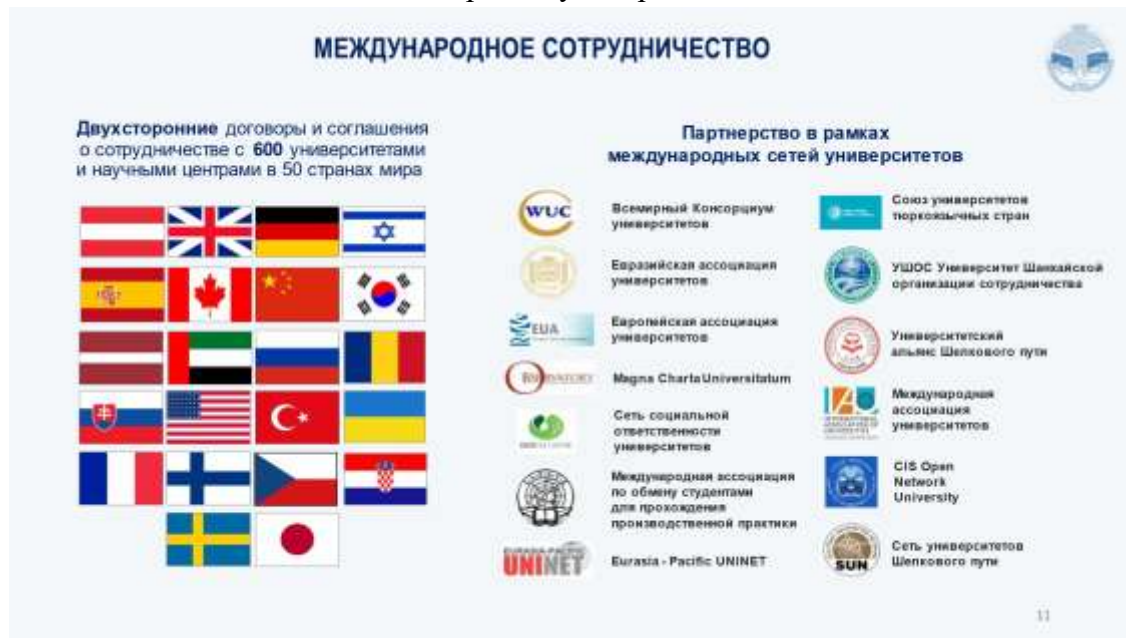 МЕЖДУНАРОДНОЕ СОТРУДНИЧЕСТВО
Двухсторонние договоры и соглашения
о сотрудничестве с 600 университетами
и научными центрами в 50 странах мира
Партнерство в рамках
международных сетей университетов
WUC
Всемирный Консорциум
университетов
Евразийская ассоциация
университетов
EUA
Европейская ассоциация
университетов
Magna Charta Universitatum
Сеть социальной
ответственности
университетов
Международная ассоциация
по обмену студентами
для прохождения
производственной практики
EURASIA-PACIFIC
UNINET
Eurasia - Pacific UNINET
Союз университетов
тюркоязычных стран
УШОС Университет Шанхайской
организации сотрудничества
Университетский
альянс Шелкового пути
IAU
Международная
ассоциация
университетов
CIS Open
Network
University
SUN
Сеть университетов
Шелкового пути
11